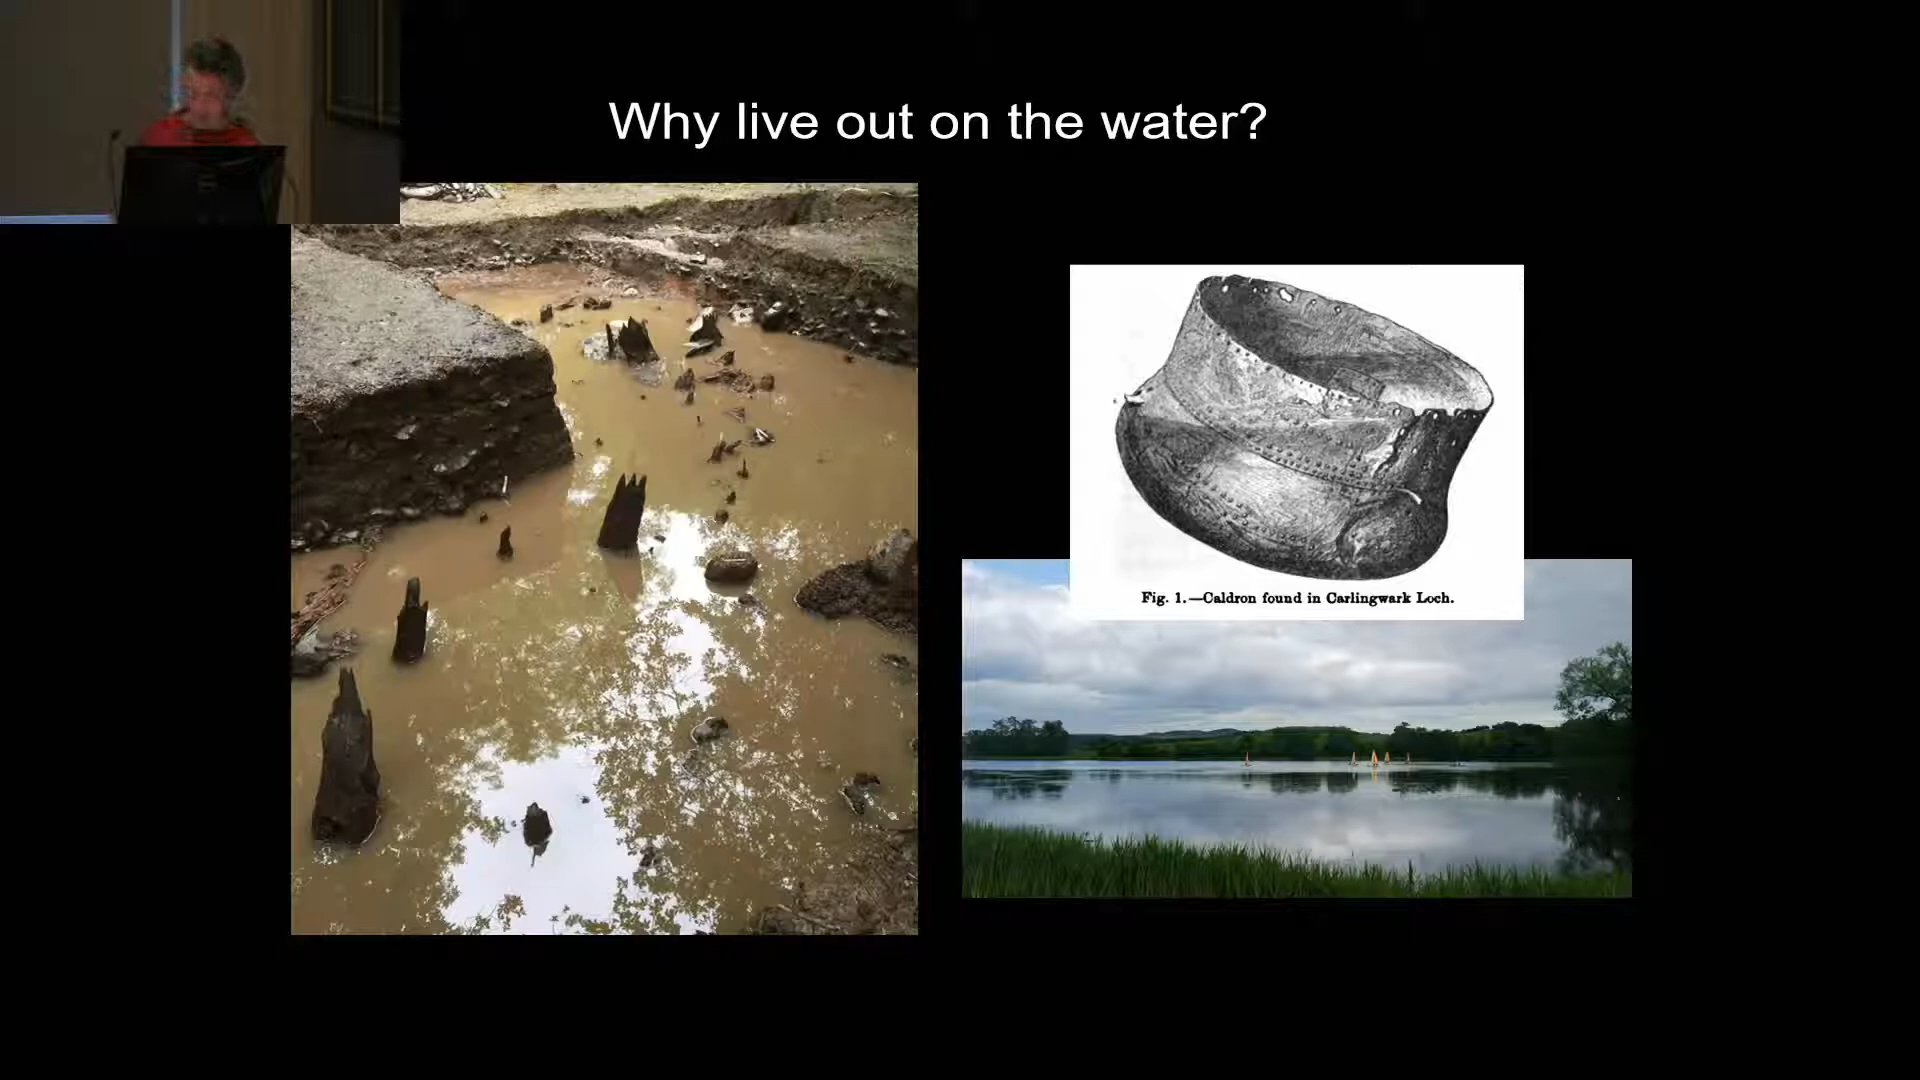 Why live out on the water?
Fig. 1.—Caldron found in Carlingwark Loch.